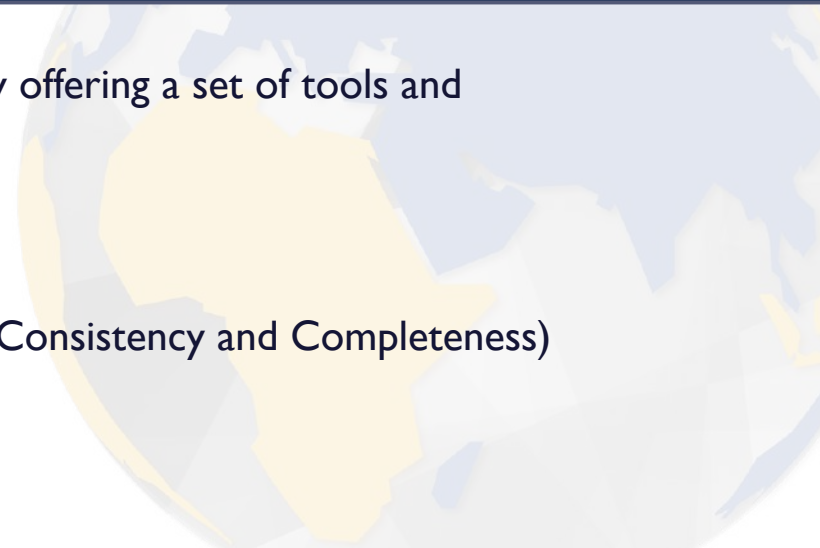 offering a set of tools and
Consistency and Completeness)